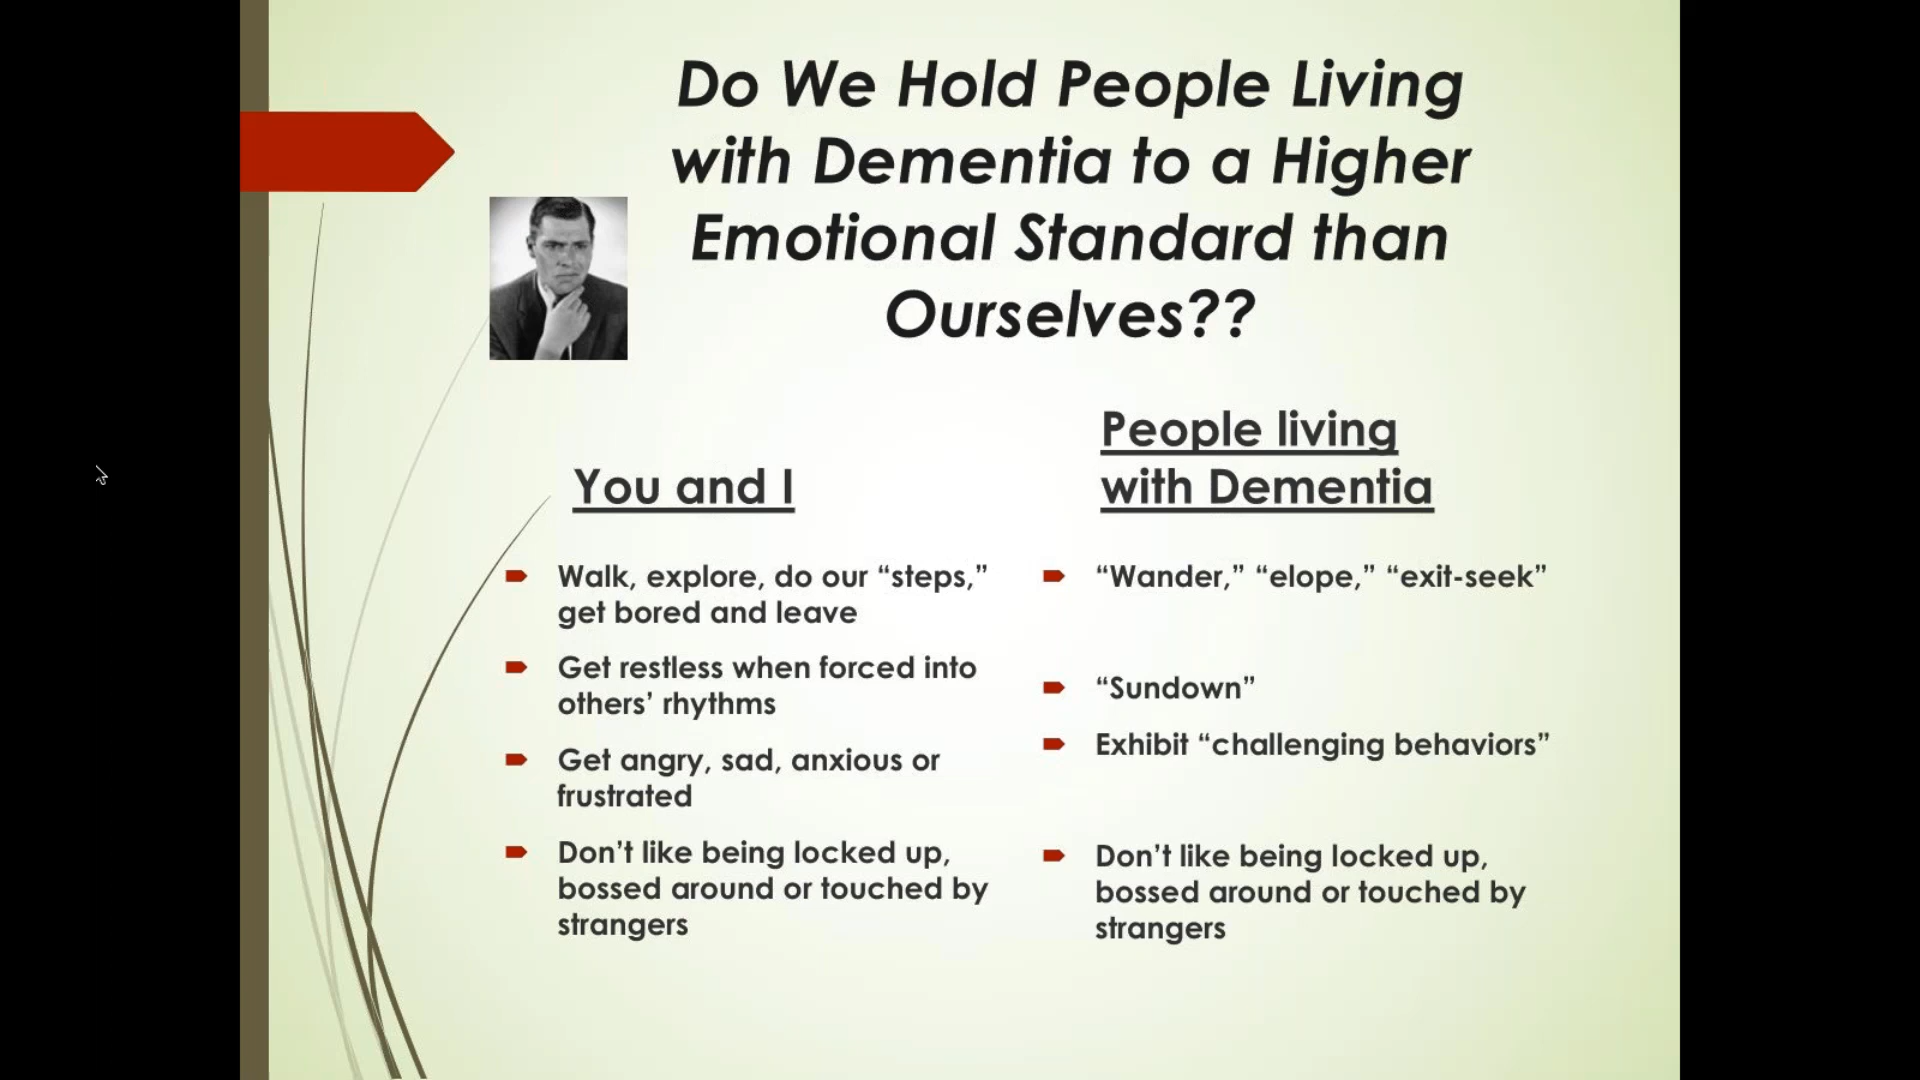 Do We Hold People Living
with Dementia to a Higher
Emotional Standard than
Ourselves??
You and I
Walk, explore, do our “steps,”
get bored and leave
Get restless when forced into
others’ rhythms
Get angry, sad, anxious or
frustrated
Don’t like being locked up,
bossed around or touched by
strangers
People living
with Dementia
“Wander,” “elope,” “exit-seek”
“Sundown”
Exhibit “challenging behaviors”
Don’t like being locked up,
bossed around or touched by
strangers